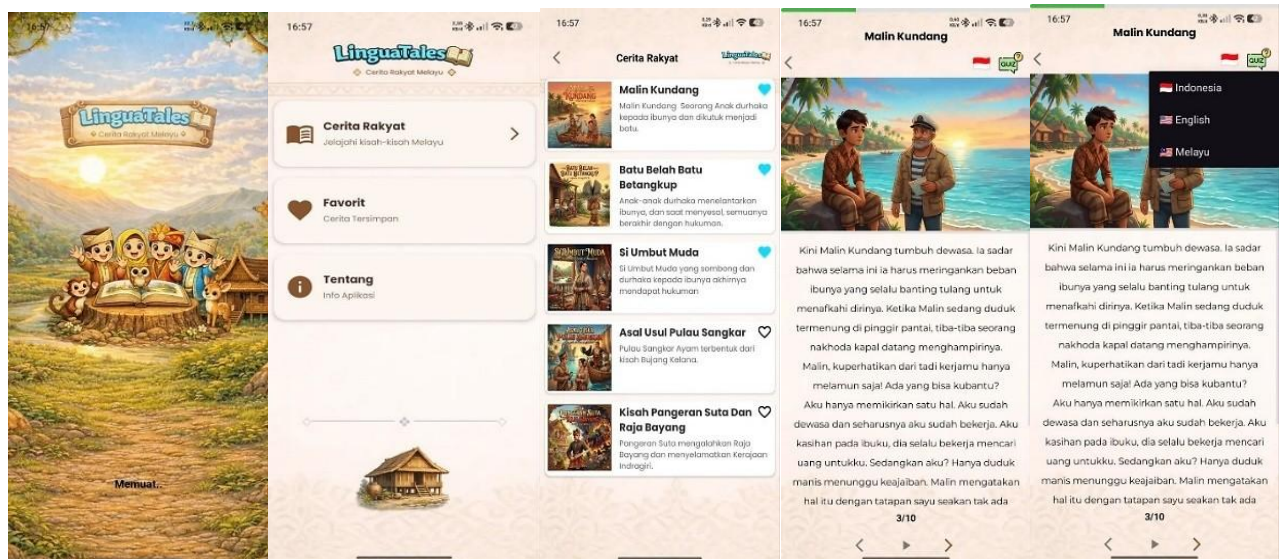 16:57
LinguaTales
Cerita Rakyat Melayu
Memuat..
16:57
LinguaTales
Cerita Rakyat Melayu
Cerita Rakyat
Jelajahi kisah-kisah Melayu
Favorit
Cerita Tersimpan
Tentang
Info Aplikasi
16:57
Cerita Rakyat
LinguaTales
Malin Kundang
Malin Kundang Seorang Anak durhaka
kepada ibunya dan dikutuk menjadi
batu.
Batu Belah Batu
Betangkup
Anak-anak durhaka menelantarkan
ibunya, dan saat menyesal, semuanya
berakhir dengan hukuman.
Si Umbut Muda
Si Umbut Muda yang sombong dan
durhaka kepada ibunya akhirnya
mendapat hukuman
Asal Usul Pulau Sangkar
Pulau Sangkar Ayam terbentuk dari
kisah Bujang Kelana.
Kisah Pangeran Suta Dan
Raja Bayang
Pangeran Suta mengalahkan Raja
Bayang dan menyelamatkan Kerajaan
Indragiri.
16:57
Malin Kundang
QUIZ
Kini Malin Kundang tumbuh dewasa. Ia sadar
bahwa selama ini ia harus meringankan beban
ibunya yang selalu banting tulang untuk
menafkahi dirinya. Ketika Malin sedang duduk
termenung di pinggir pantai, tiba-tiba seorang
nakhoda kapal datang menghampirinya.
Malin, kuperhatikan dari tadi kerjamu hanya
melamun saja! Ada yang bisa kubantu?
Aku hanya memikirkan satu hal. Aku sudah
dewasa dan seharusnya aku sudah bekerja. Aku
kasihan pada ibuku, dia selalu bekerja mencari
uang untukku. Sedangkan aku? Hanya duduk
manis menunggu keajaiban. Malin mengatakan
hal itu dengan tatapan sayu seakan tak ada
3/10
16:57
Malin Kundang
QUIZ
Indonesia
English
Melayu
Kini Malin Kundang tumbuh dewasa. Ia sadar
bahwa selama ini ia harus meringankan beban
ibunya yang selalu banting tulang untuk
menafkahi dirinya. Ketika Malin sedang duduk
termenung di pinggir pantai, tiba-tiba seorang
nakhoda kapal datang menghampirinya.
Malin, kuperhatikan dari tadi kerjamu hanya
melamun saja! Ada yang bisa kubantu?
Aku hanya memikirkan satu hal. Aku sudah
dewasa dan seharusnya aku sudah bekerja. Aku
kasihan pada ibuku, dia selalu bekerja mencari
uang untukku. Sedangkan aku? Hanya duduk
manis menunggu keajaiban. Malin mengatakan
hal itu dengan tatapan sayu seakan tak ada
3/10